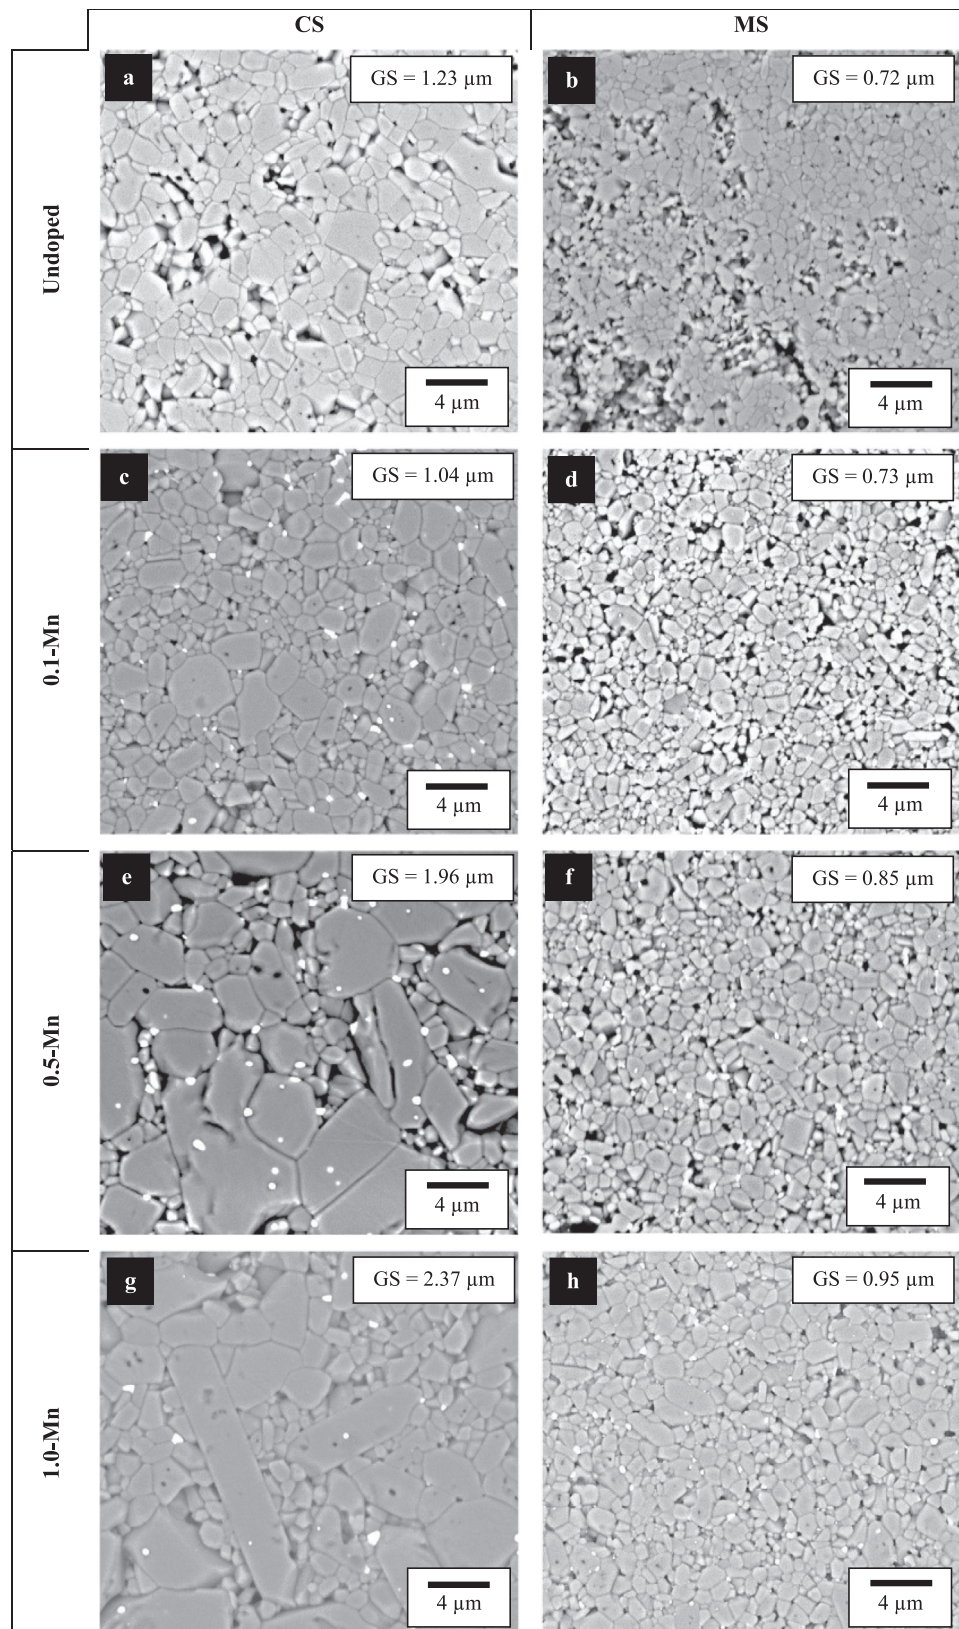 CS
MS
Undoped
a
GS = 1.23 µm
4 µm
b
GS = 0.72 µm
4 µm
0.1-Mn
c
GS = 1.04 µm
4 µm
d
GS = 0.73 µm
4 µm
0.5-Mn
e
GS = 1.96 µm
4 µm
f
GS = 0.85 µm
4 µm
1.0-Mn
g
GS = 2.37 µm
4 µm
h
GS = 0.95 µm
4 µm